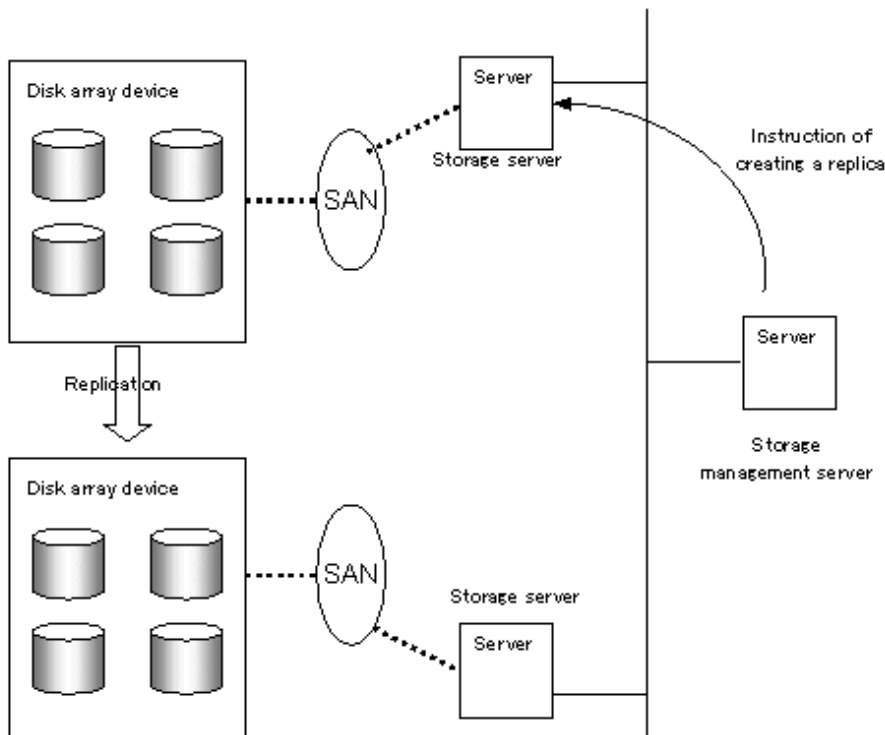 Disk array device
Server
Storage server
SAN
Instruction of
creating a replica
Replication
Server
Storage
management server
Disk array device
SAN
Storage server
Server